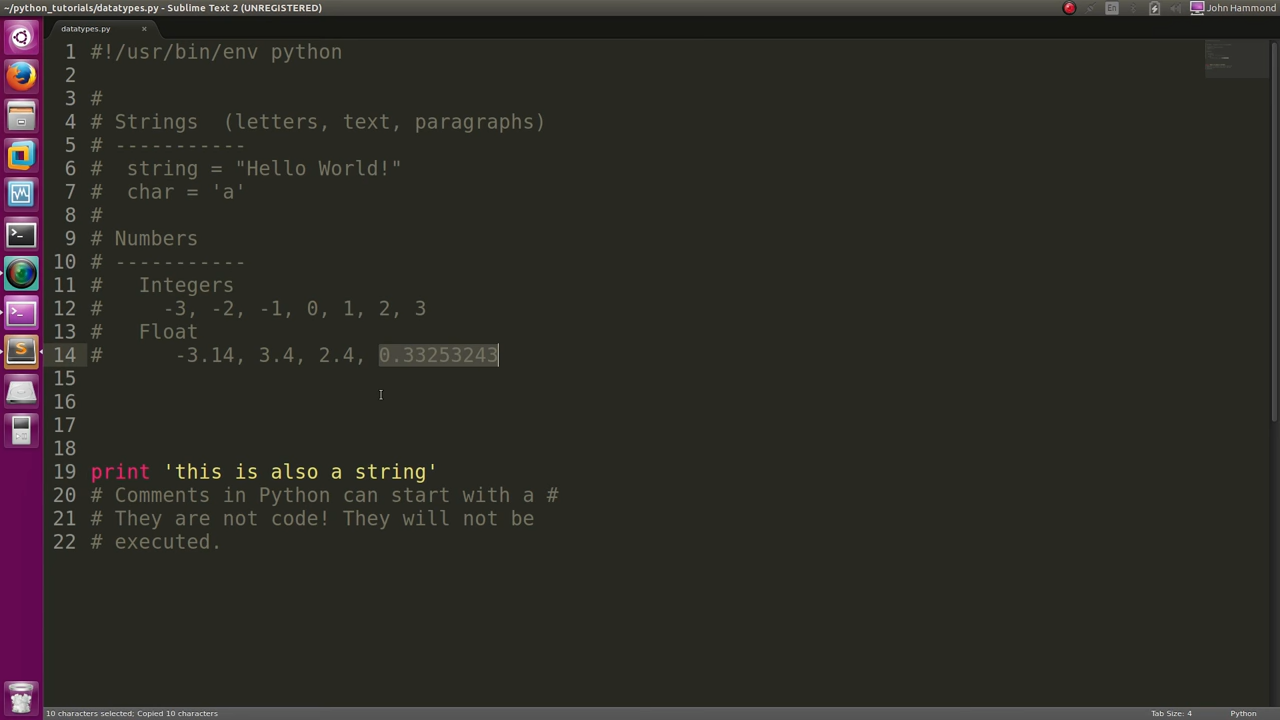 ~/python_tutorials/datatypes.py - Sublime Text 2 (UNREGISTERED)
En
John Hammond
datatypes.py ×
1 #!/usr/bin/env python
2
3 #
4 # Strings  (letters, text, paragraphs)
5 # -----------
6 #  string = "Hello World!"
7 #  char = 'a'
8 #
9 # Numbers
10 # -----------
11 #   Integers
12 #     -3, -2, -1, 0, 1, 2, 3
13 #   Float
14 #      -3.14, 3.4, 2.4, 0.33253243
15
16
17
18
19 print 'this is also a string'
20 # Comments in Python can start with a #
21 # They are not code! They will not be
22 # executed.
10 characters selected; Copied 10 characters
Tab Size: 4
Python